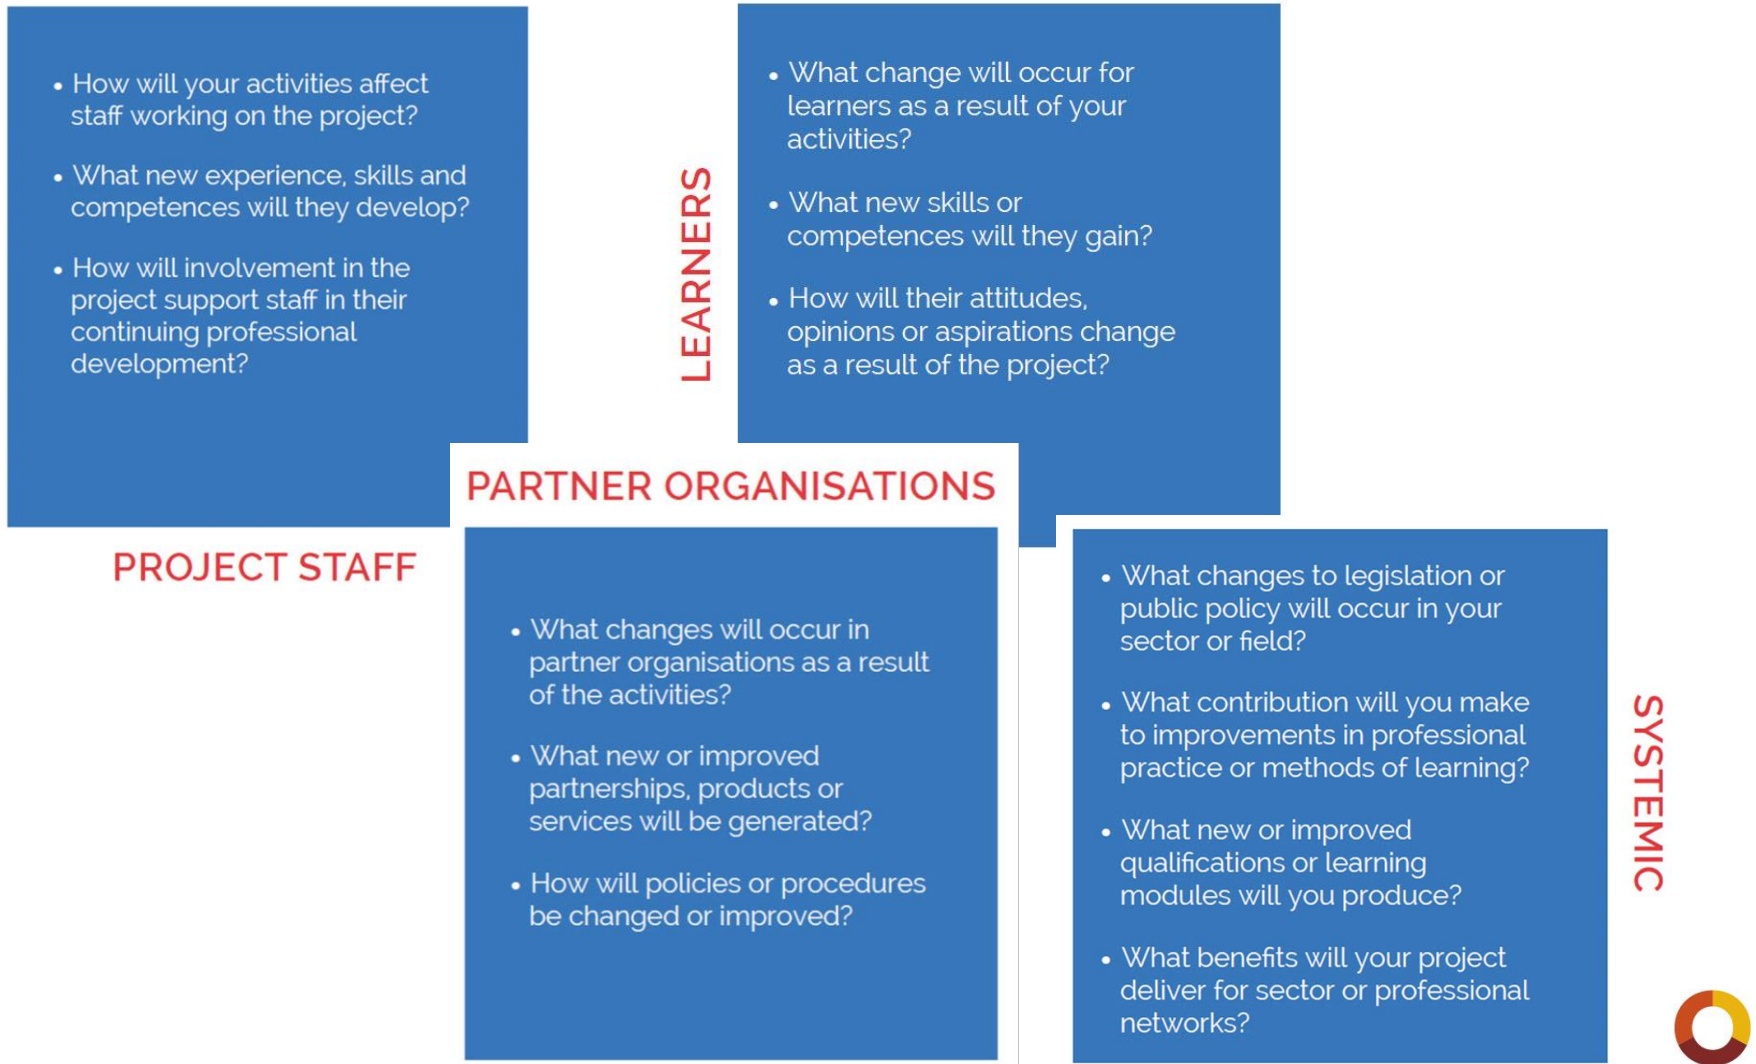 • How will your activities affect
staff working on the project?
• What new experience, skills and
competences will they develop?
• How will involvement in the
project support staff in their
continuing professional
development?
PROJECT STAFF
LEARNERS
• What change will occur for
learners as a result of your
activities?
• What new skills or
competences will they gain?
• How will their attitudes,
opinions or aspirations change
as a result of the project?
PARTNER ORGANISATIONS
• What changes will occur in
partner organisations as a result
of the activities?
• What new or improved
partnerships, products or
services will be generated?
• How will policies or procedures
be changed or improved?
• What changes to legislation or
public policy will occur in your
sector or field?
• What contribution will you make
to improvements in professional
practice or methods of learning?
• What new or improved
qualifications or learning
modules will you produce?
• What benefits will your project
deliver for sector or professional
networks?
SYSTEMIC